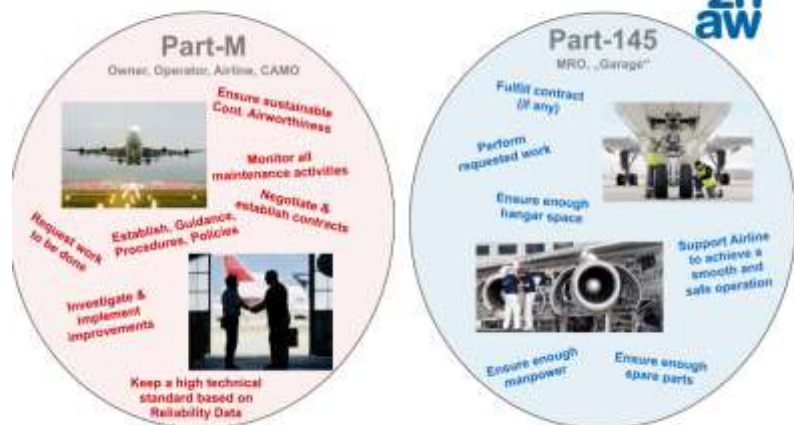 zh
aw
Part-M
Owner, Operator, Airline, CAMO
Ensure sustainable
Cont. Airworthiness
Monitor all
maintenance activities
Negotiate &
establish contracts
Request work
to be done
Establish, Guidance,
Procedures, Policies
Investigate &
Implement
improvements
Keep a high technical
standard based on
Reliability Data
Part-145
MRO, „Garage“
Fulfill contract
(if any)
Perform
requested work
Ensure enough
hangar space
Support Airline
to achieve a
smooth and
safe operation
Ensure enough
manpower
Ensure enough
spare parts